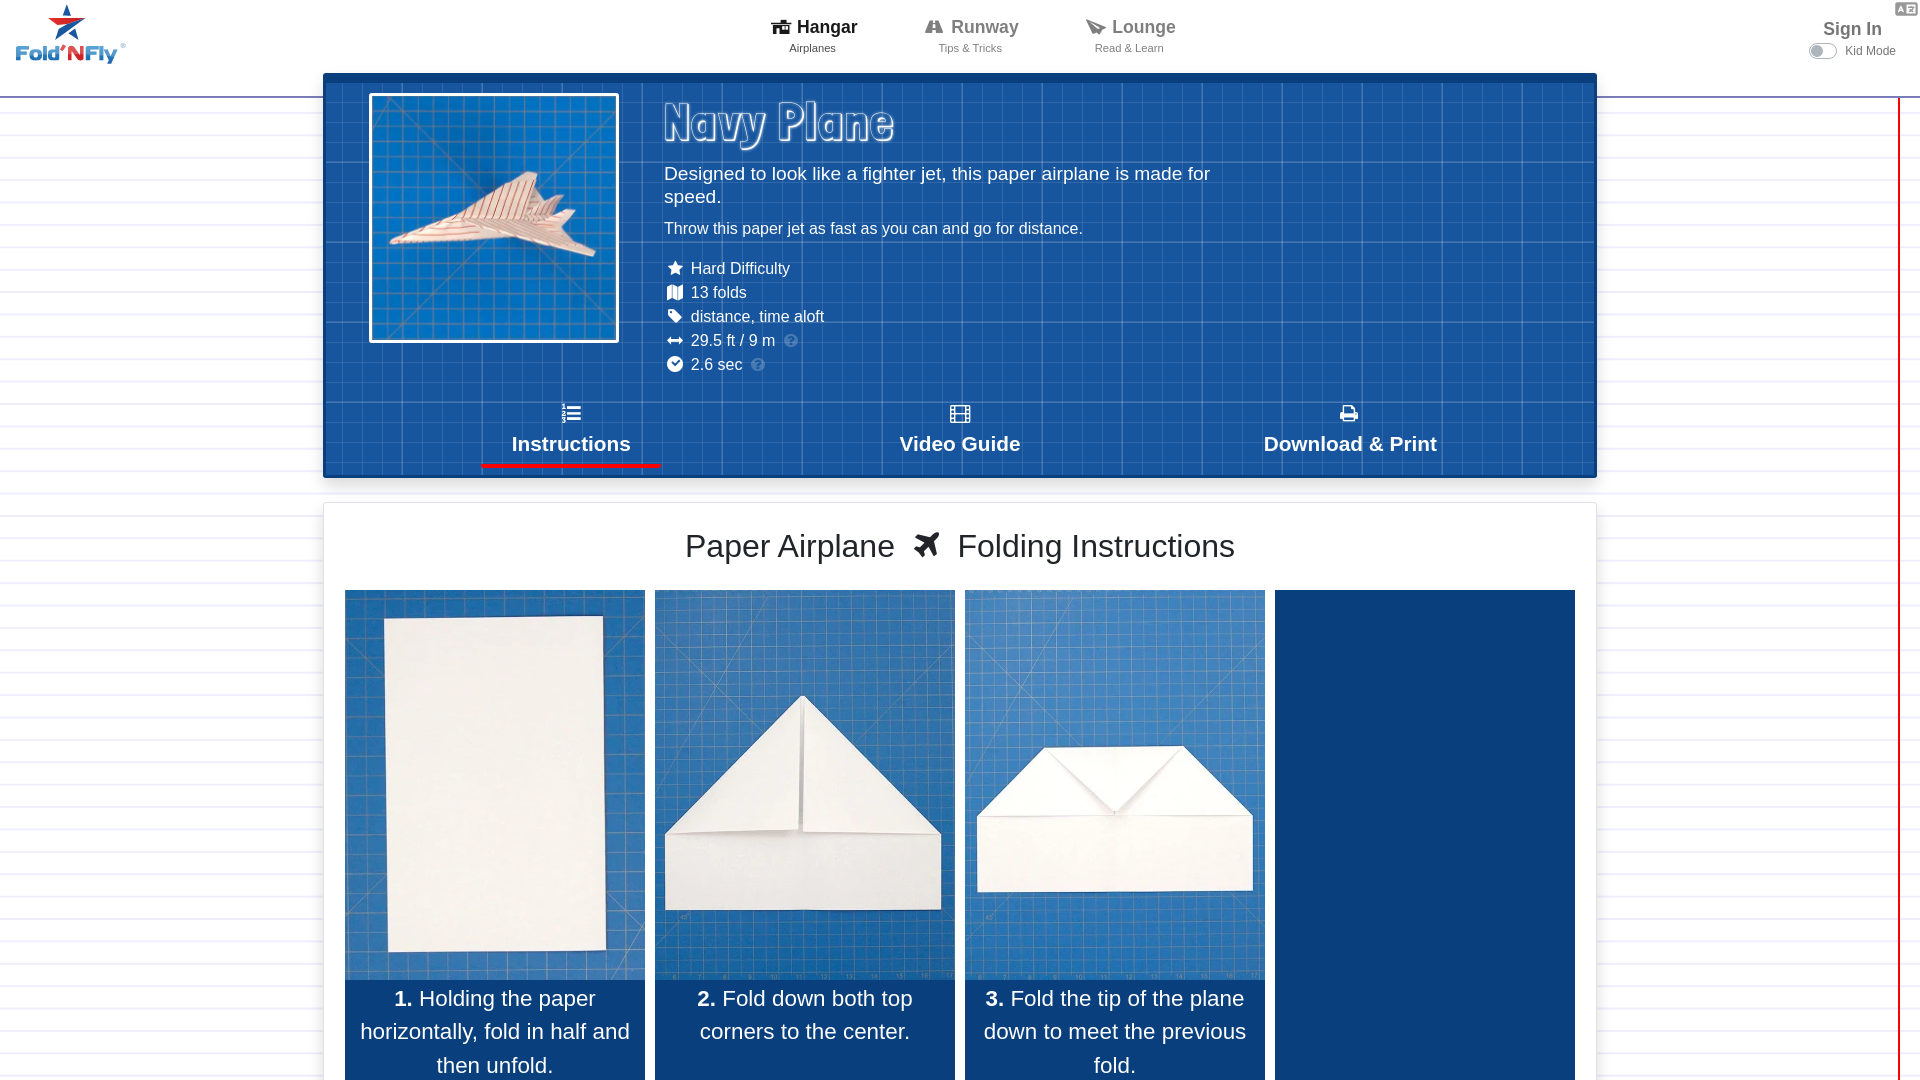 Fold'NFly®
Hangar
Airplanes
Runway
Tips & Tricks
Lounge
Read & Learn
Sign In
Kid Mode
Navy Plane
Designed to look like a fighter jet, this paper airplane is made for
speed.
Throw this paper jet as fast as you can and go for distance.
Hard Difficulty
13 folds
distance, time aloft
29.5 ft / 9 m
2.6 sec
Instructions
Video Guide
Download & Print
Paper Airplane Folding Instructions
1. Holding the paper
horizontally, fold in half and
then unfold.
2. Fold down both top
corners to the center.
3. Fold the tip of the plane
down to meet the previous
fold.